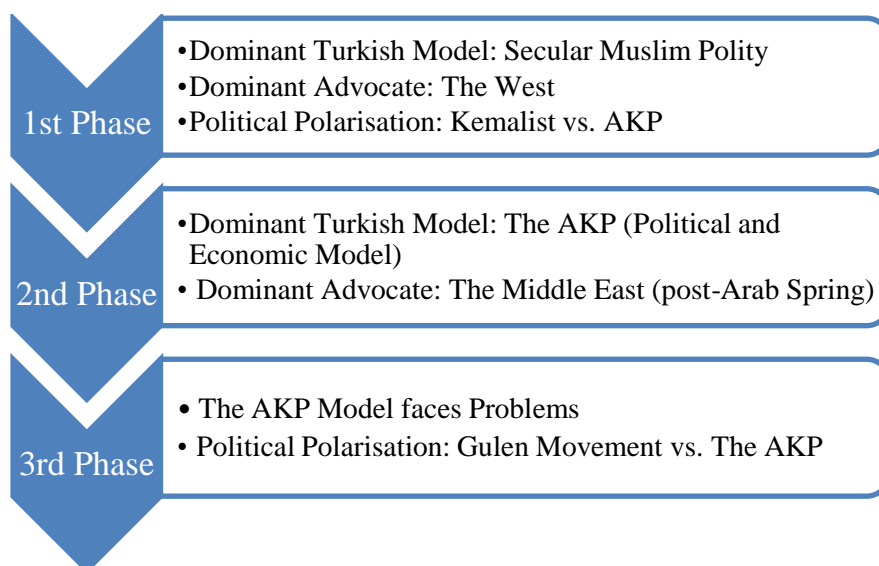 1st Phase
•Dominant Turkish Model: Secular Muslim Polity
•Dominant Advocate: The West
•Political Polarisation: Kemalist vs. AKP
2nd Phase
•Dominant Turkish Model: The AKP (Political and
Economic Model)
• Dominant Advocate: The Middle East (post-Arab Spring)
3rd Phase
• The AKP Model faces Problems
• Political Polarisation: Gulen Movement vs. The AKP